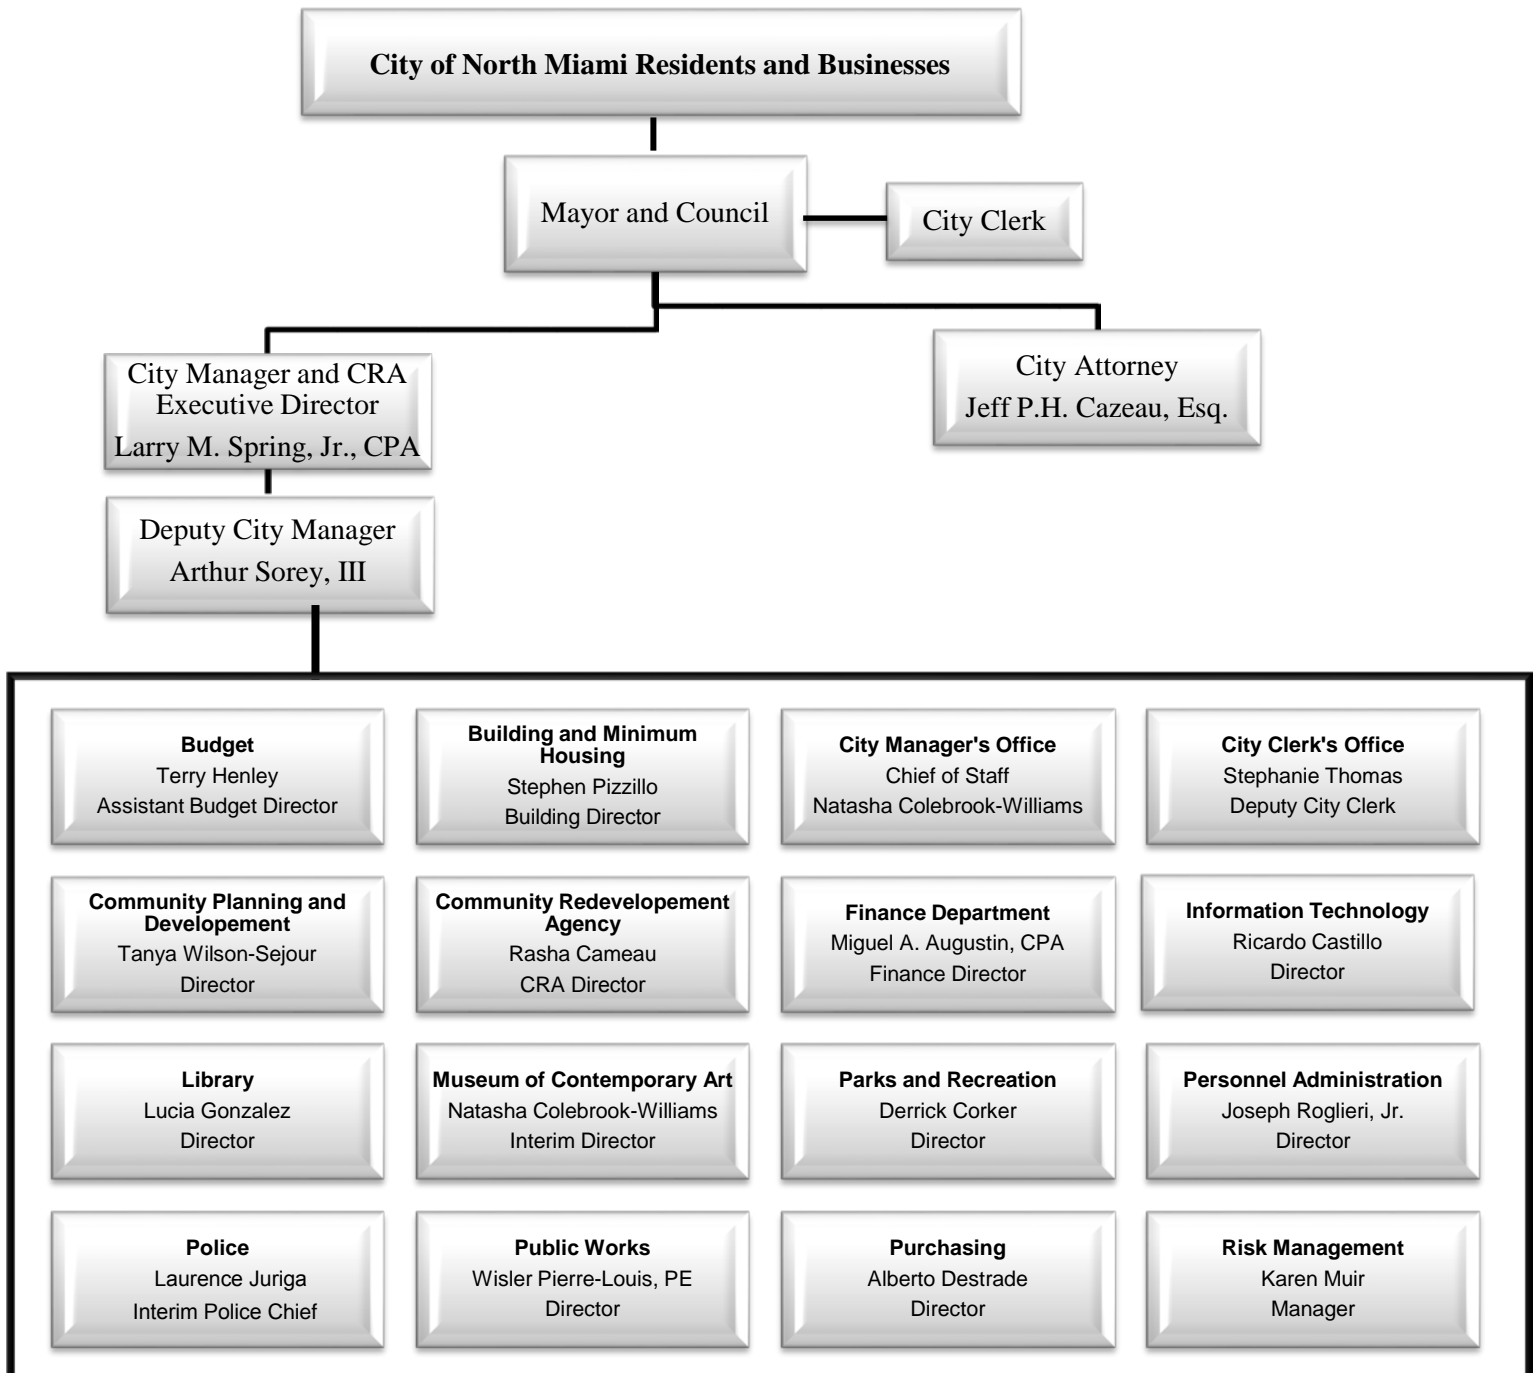 City of North Miami Residents and Businesses
Mayor and Council
City Clerk
City Manager and CRA
Executive Director
Larry M. Spring, Jr., CPA
City Attorney
Jeff P.H. Cazeau, Esq.
Deputy City Manager
Arthur Sorey, III
Budget
Terry Henley
Assistant Budget Director
Building and Minimum
Housing
Stephen Pizzillo
Building Director
City Manager's Office
Chief of Staff
Natasha Colebrook-Williams
City Clerk's Office
Stephanie Thomas
Deputy City Clerk
Community Planning and
Developement
Tanya Wilson-Sejour
Director
Community Redevelopement
Agency
Rasha Cameau
CRA Director
Finance Department
Miguel A. Augustin, CPA
Finance Director
Information Technology
Ricardo Castillo
Director
Library
Lucia Gonzalez
Director
Museum of Contemporary Art
Natasha Colebrook-Williams
Interim Director
Parks and Recreation
Derrick Corker
Director
Personnel Administration
Joseph Roglieri, Jr.
Director
Police
Laurence Juriga
Interim Police Chief
Public Works
Wisler Pierre-Louis, PE
Director
Purchasing
Alberto Destrade
Director
Risk Management
Karen Muir
Manager